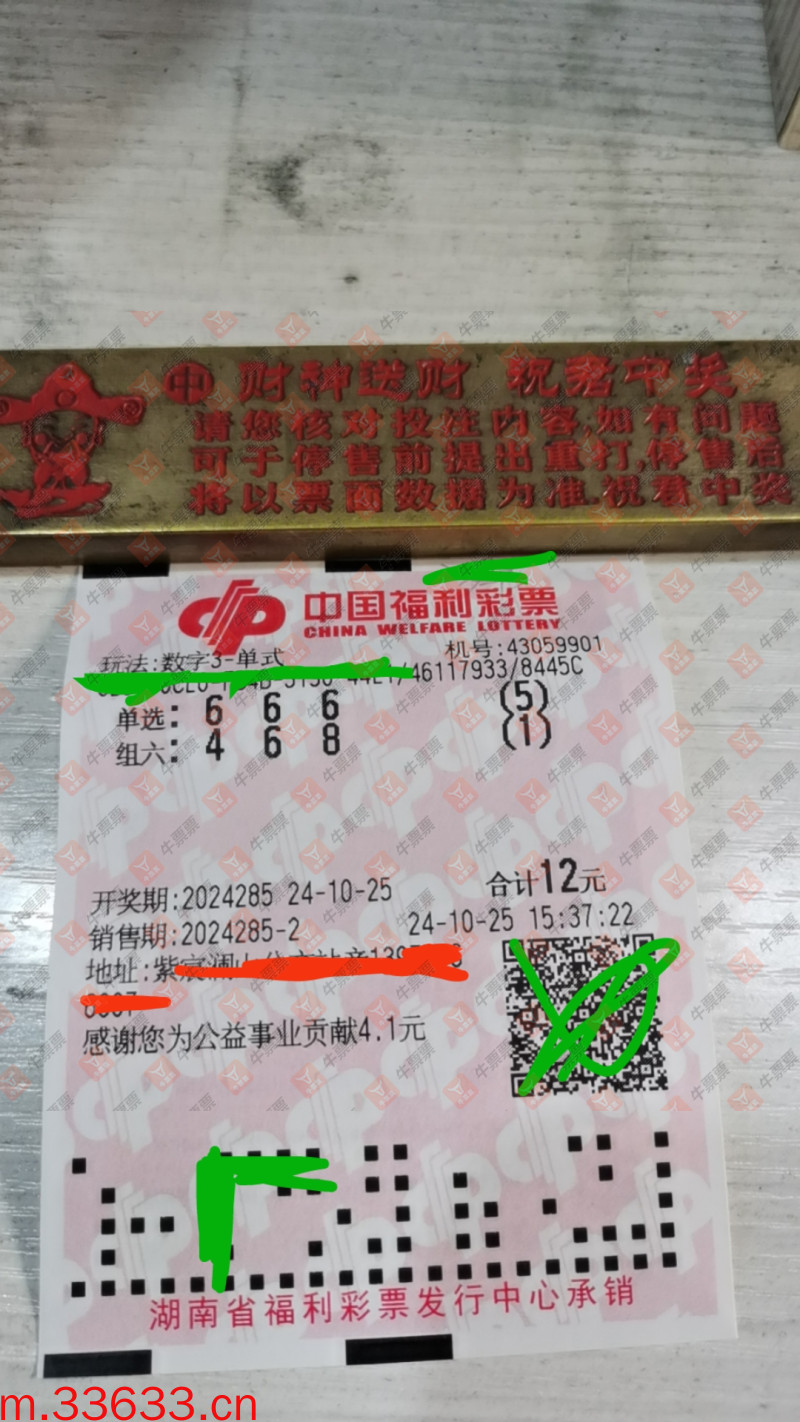 中 财神送财 祝君中奖
请您核对投注内容,如有问题
可于停售前提出重打,停售后
将以票面数据为准.祝君中奖
中国福利彩票
CHINA WELFARE LOTTERY
玩法:数字3-单式 机号:43059901
/46117933/8445C
单选: 6 6 6 (5)
组六: 4 6 8 (1)
开奖期:2024285 24-10-25 合计12元
销售期:2024285-2 24-10-25 15:37:22
地址:紫宸澜
感谢您为公益事业贡献4.1元
湖南省福利彩票发行中心承销
牛票票
m.33633.cn